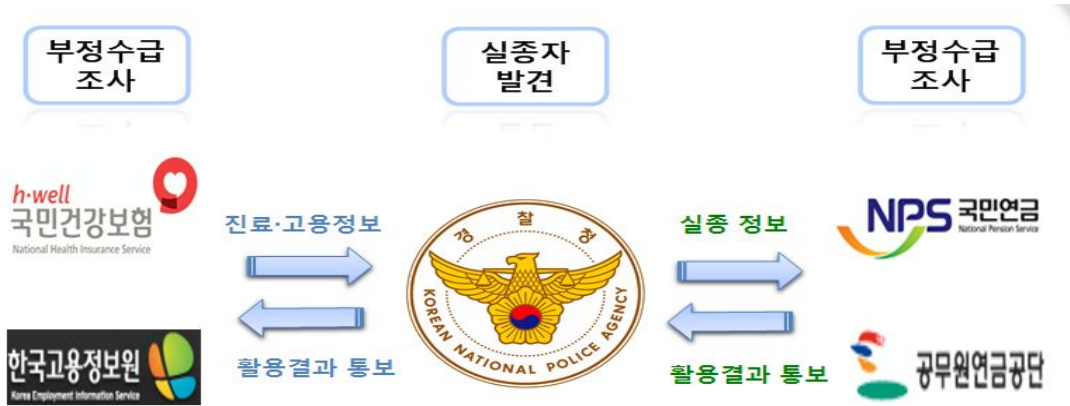 부정수급
조사
실종자
발견
부정수급
조사
h·well
국민건강보험
National Health Insurance Service
진료·고용정보
경찰청
KOREAN NATIONAL POLICE AGENCY
실종 정보
NPS 국민연금
National Pension Service
한국고용정보원
Korea Employment Information Service
활용결과 통보
활용결과 통보
공무원연금공단